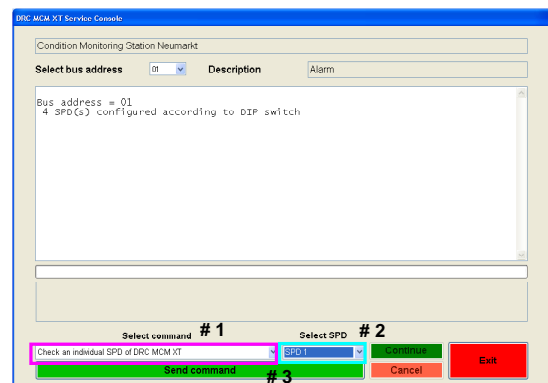 DRC MCM XT Service Console
Condition Monitoring Station Neumarkt
Select bus address 01 Description Alarm
Bus address = 01
4 SPD(s) configured according to DIP switch
Select command # 1 Select SPD # 2
Check an individual SPD of DRC MCM XT SPD 1 Continue Exit
Send command # 3 Cancel